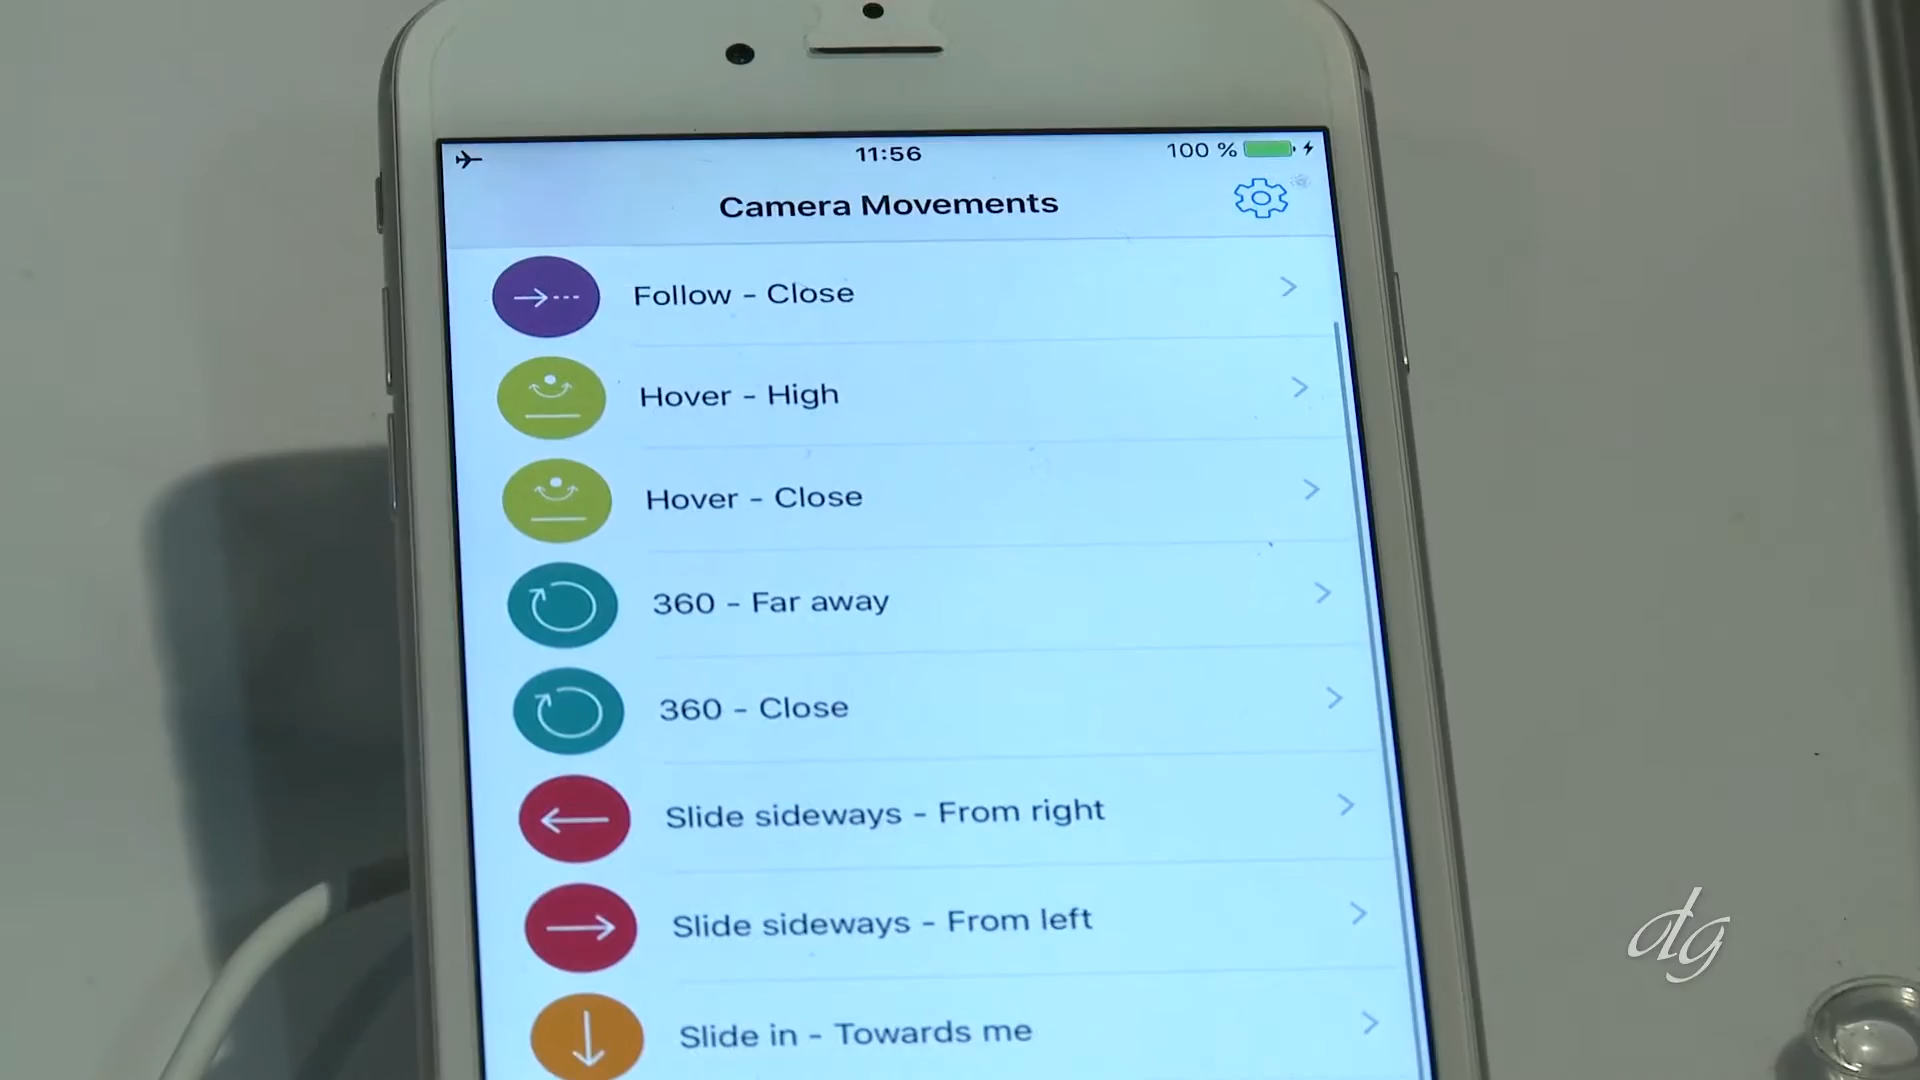 11:56
100 %
Camera Movements
Follow - Close
Hover - High
Hover - Close
360 - Far away
360 - Close
Slide sideways - From right
Slide sideways - From left
Slide in - Towards me
dg